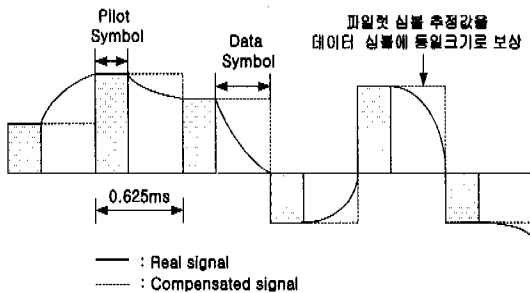 Pilot
Symbol
Data
Symbol
파일럿 심볼 추정값을
데이터 심볼에 동일크기로 보상
0.625ms
: Real signal
: Compensated signal